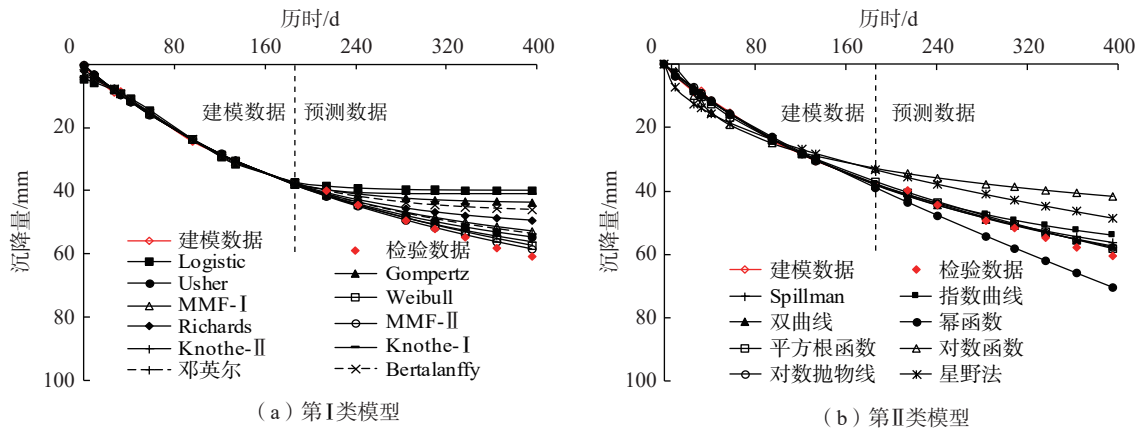 历时/d
0 80 160 240 320 400
建模数据 预测数据
20
40
60
80
100
沉降量/mm
建模数据
Logistic
Usher
MMF-Ⅰ
Richards
Knothe-Ⅱ
邓英尔
检验数据
Gompertz
Weibull
MMF-Ⅱ
Knothe-Ⅰ
Bertalanffy
（a）第Ⅰ类模型
历时/d
0 80 160 240 320 400
建模数据 预测数据
20
40
60
80
100
沉降量/mm
建模数据
Spillman
双曲线
平方根函数
对数抛物线
检验数据
指数曲线
幂函数
对数函数
星野法
（b）第Ⅱ类模型